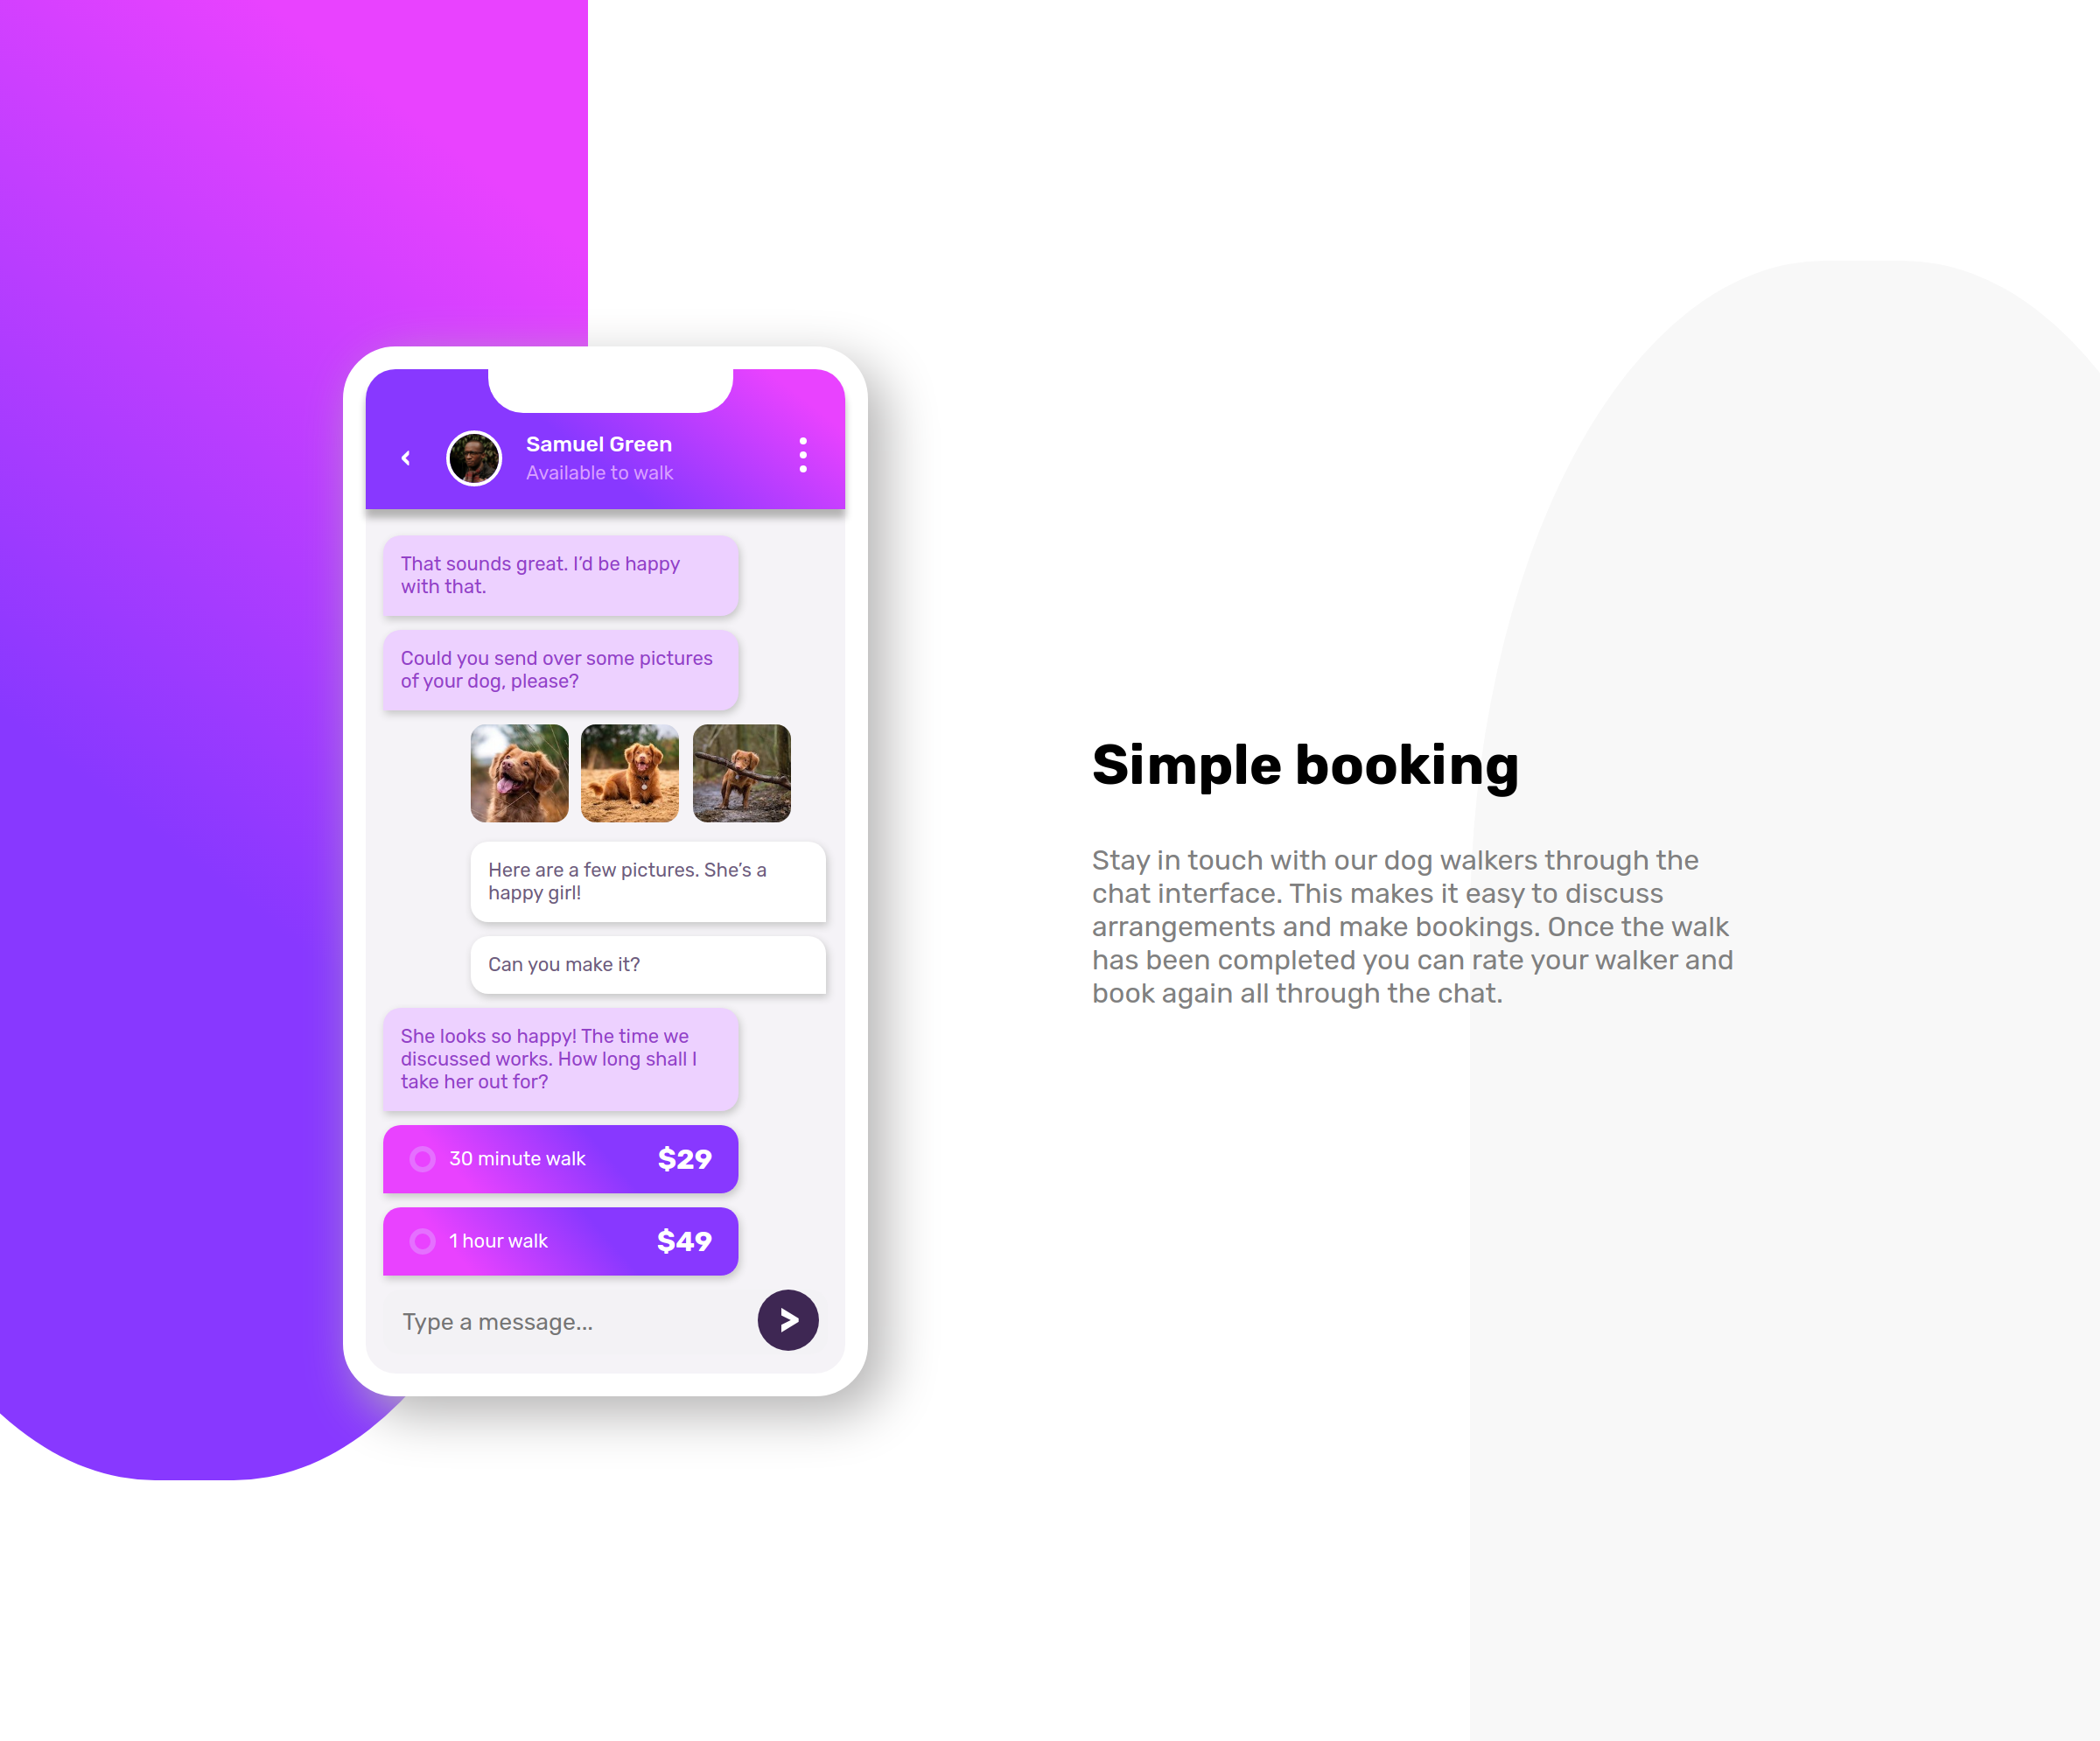 Samuel Green
Available to walk
That sounds great. I’d be happy
with that.
Could you send over some pictures
of your dog, please?
Here are a few pictures. She’s a
happy girl!
Can you make it?
She looks so happy! The time we
discussed works. How long shall I
take her out for?
30 minute walk $29
1 hour walk $49
Type a message...
Simple booking
Stay in touch with our dog walkers through the
chat interface. This makes it easy to discuss
arrangements and make bookings. Once the walk
has been completed you can rate your walker and
book again all through the chat.